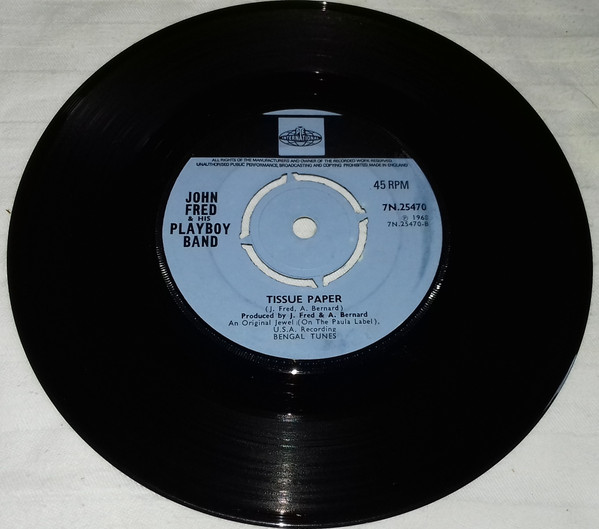 PYE
INTERNATIONAL
ALL RIGHTS OF THE MANUFACTURERS AND OWNER OF THE RECORDED WORK RESERVED
UNAUTHORISED PUBLIC PERFORMANCE, BROADCASTING AND COPYING PROHIBITED MADE IN ENGLAND
45 RPM
JOHN
FRED
& HIS
PLAYBOY
BAND
7N.25470
℗ 1968
7N.25470-B
TISSUE PAPER
(J. Fred, A. Bernard)
Produced by J. Fred & A. Bernard
An Original Jewel (On The Paula Label),
U.S.A. Recording
BENGAL TUNES